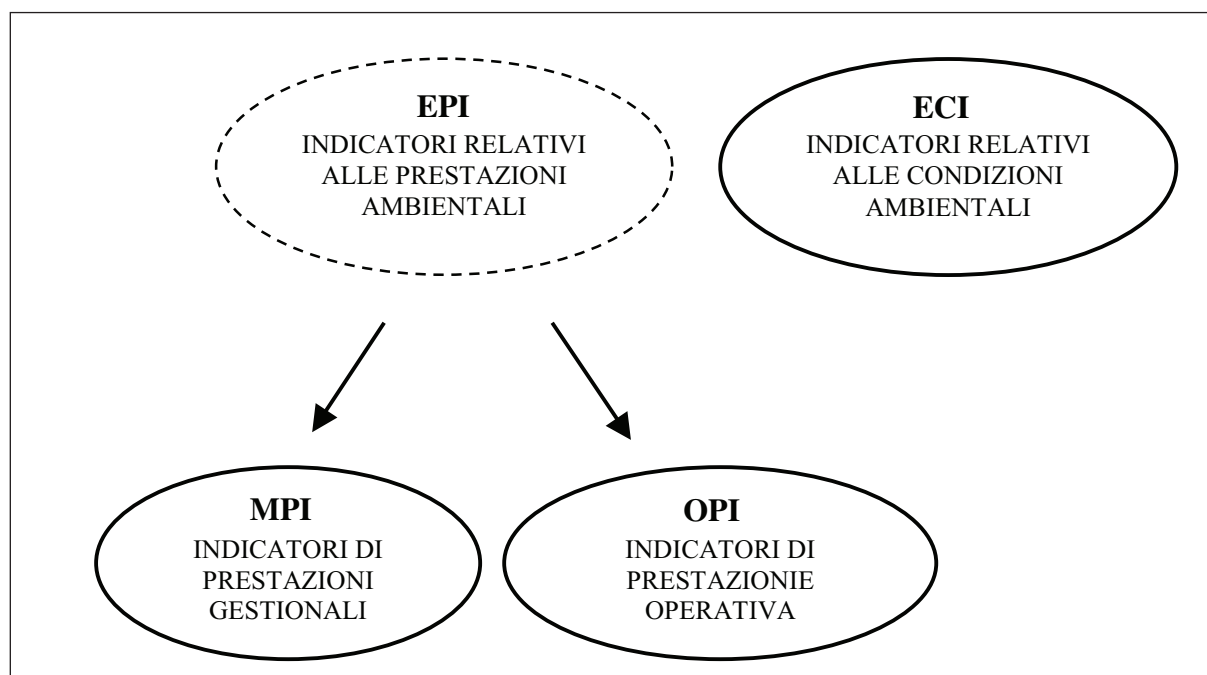 EPI
INDICATORI RELATIVI
ALLE PRESTAZIONI
AMBIENTALI
ECI
INDICATORI RELATIVI
ALLE CONDIZIONI
AMBIENTALI
MPI
INDICATORI DI
PRESTAZIONI
GESTIONALI
OPI
INDICATORI DI
PRESTAZIONIE
OPERATIVA